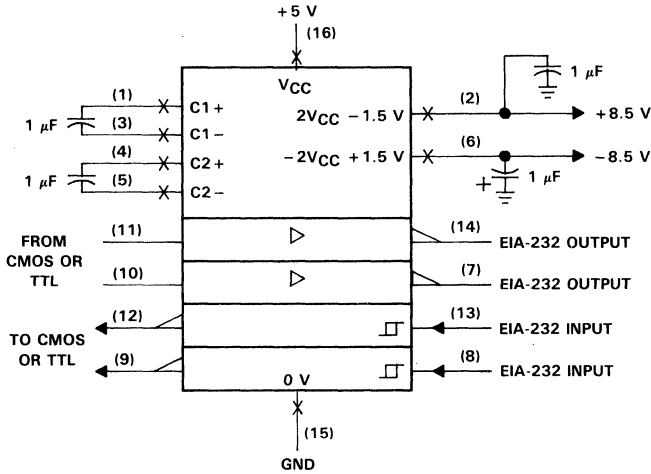 +5 V
(16)
VCC
(1)
C1+
1 μF
(3)
C1−
(4)
C2+
1 μF
(5)
C2−
2VCC −1.5 V
(2)
1 μF
+8.5 V
−2VCC +1.5 V
(6)
−8.5 V
+
1 μF
FROM
CMOS OR
TTL
(11)
(10)
(14)
EIA-232 OUTPUT
(7)
EIA-232 OUTPUT
TO CMOS
OR TTL
(12)
(9)
(13)
EIA-232 INPUT
(8)
EIA-232 INPUT
0 V
(15)
GND